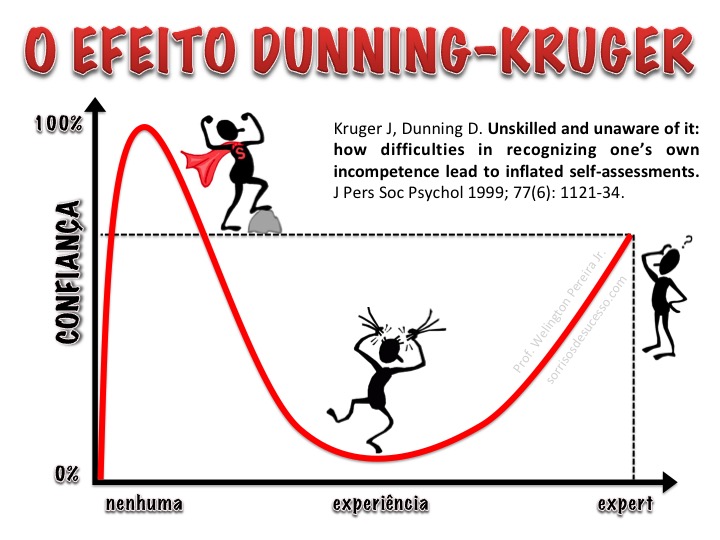 O EFEITO DUNNING-KRUGER
100%
Kruger J, Dunning D. Unskilled and unaware of it:
how difficulties in recognizing one’s own
incompetence lead to inflated self-assessments.
J Pers Soc Psychol 1999; 77(6): 1121-34.
S
CONFIANÇA
?
Prof. Welington Pereira Jr.
sorrisosdesucesso.com
0%
nenhuma
experiência
expert